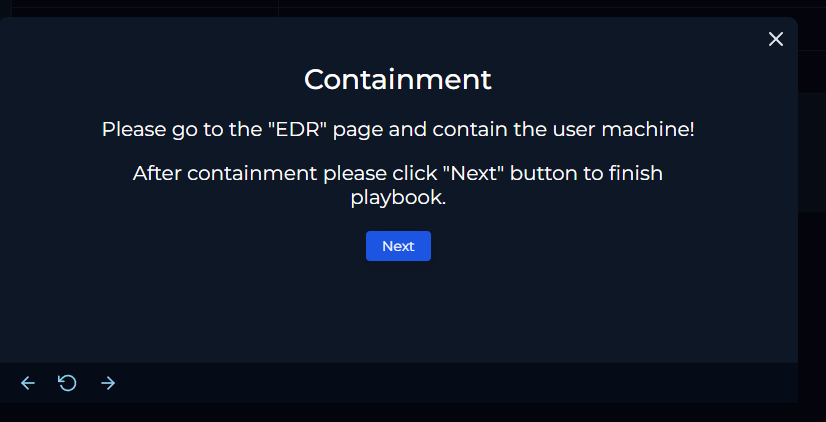 Containment
Please go to the "EDR" page and contain the user machine!
After containment please click "Next" button to finish
playbook.
Next